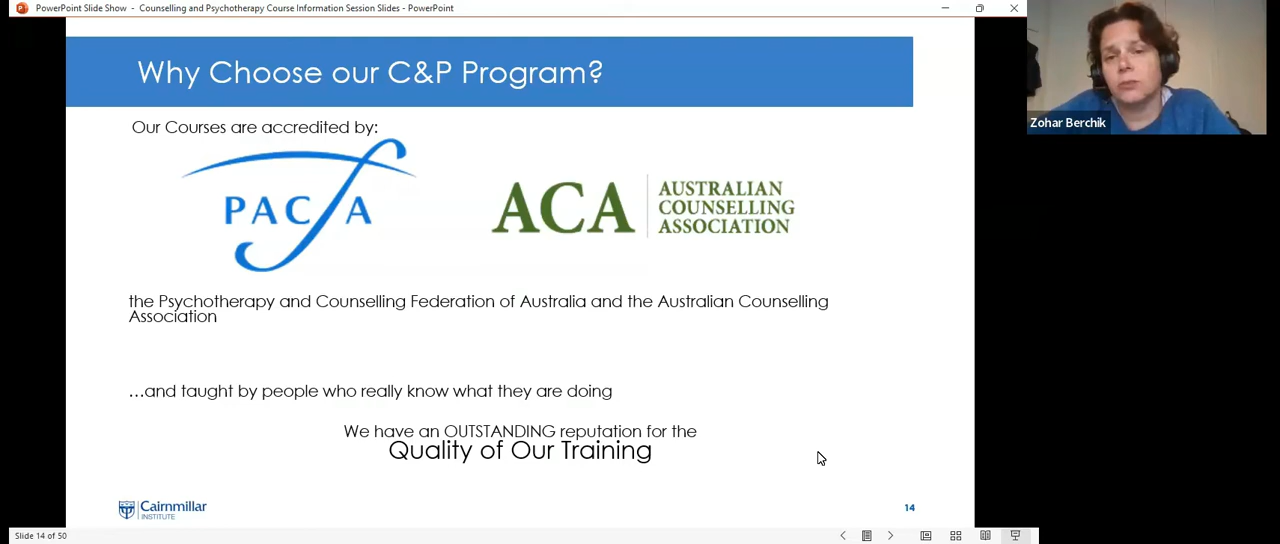 PowerPoint Slide Show - Counselling and Psychotherapy Course Information Session Slides - PowerPoint
Why Choose our C&P Program?
Our Courses are accredited by:
PACfA
ACA
AUSTRALIAN
COUNSELLING
ASSOCIATION
the Psychotherapy and Counselling Federation of Australia and the Australian Counselling
Association
...and taught by people who really know what they are doing
We have an OUTSTANDING reputation for the
Quality of Our Training
Cairnmillar
INSTITUTE
14
Slide 14 of 50
Zohar Berchik